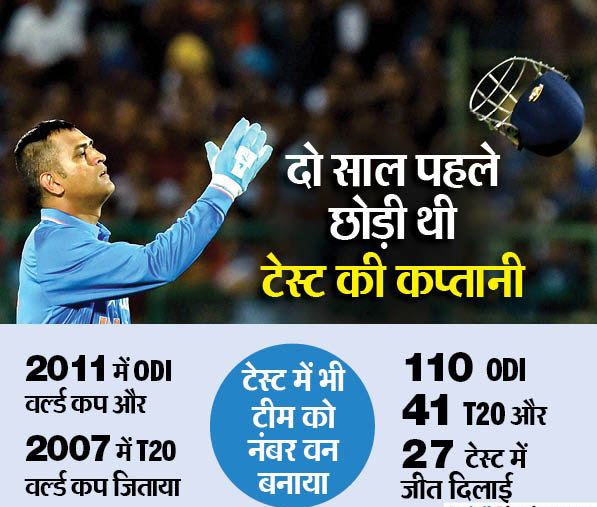 दो साल पहले
छोड़ी थी
टेस्ट की कप्तानी
2011 में ODI
वर्ल्ड कप और
2007 में T20
वर्ल्ड कप जिताया
टेस्ट में भी
टीम को
नंबर वन
बनाया
110 ODI
41 T20 और
27 टेस्ट में
जीत दिलाई